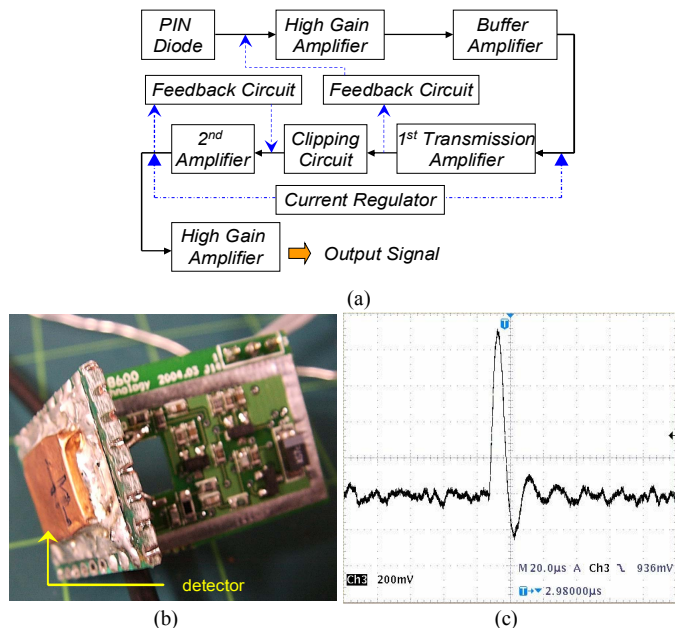 PIN
Diode
High Gain
Amplifier
Buffer
Amplifier
Feedback Circuit
Feedback Circuit
2nd
Amplifier
Clipping
Circuit
1st Transmission
Amplifier
Current Regulator
High Gain
Amplifier
Output Signal
(a)
2004.03
detector
T
M 20.0µs A Ch3 ↘ 936mV
Ch3 200mV
T→▼ 2.98000µs
(b)
(c)